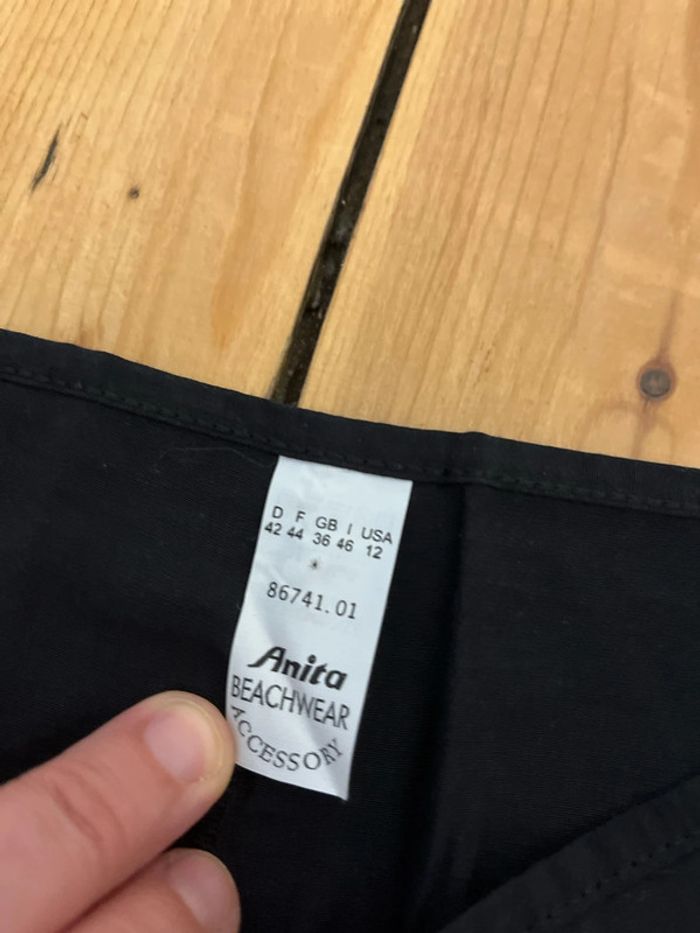 D F GB I USA
42 44 36 46 12
*
86741.01
Anita
BEACHWEAR
ACCESSORY